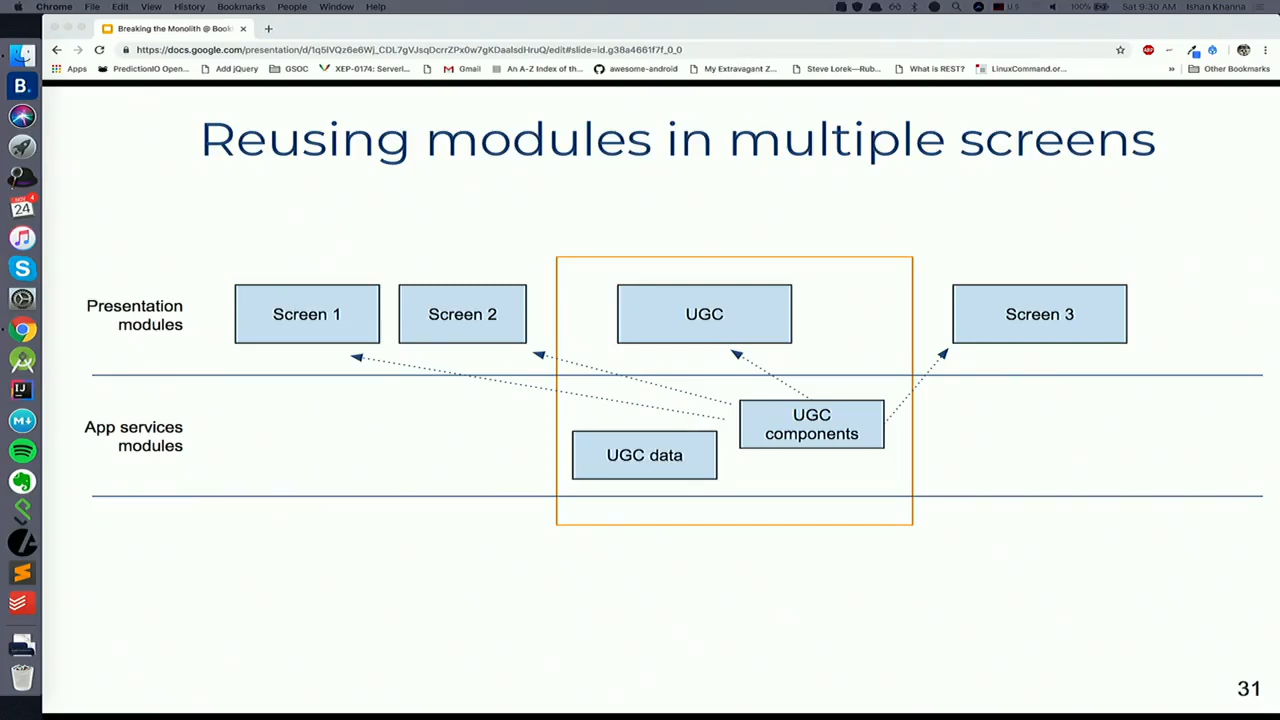 Chrome File Edit View History Bookmarks People Window Help
100% Sat 9:30 AM Ishan Khanna
Breaking the Monolith @ Book
https://docs.google.com/presentation/d/1q5IVQz6e6Wj_CDL7gVJsqDcrrZPx0w7gKDaalsdHruQ/edit#slide=id.g38a4661f7f_0_0
Apps PredictionIO Open... Add jQuery GSOC XEP-0174: Serverl... Gmail An A-Z Index of th... awesome-android My Extravagant Z... Steve Lorek—Rub... What is REST? LinuxCommand.or... » Other Bookmarks
Reusing modules in multiple screens
Presentation
modules
Screen 1
Screen 2
UGC
Screen 3
App services
modules
UGC
components
UGC data
31